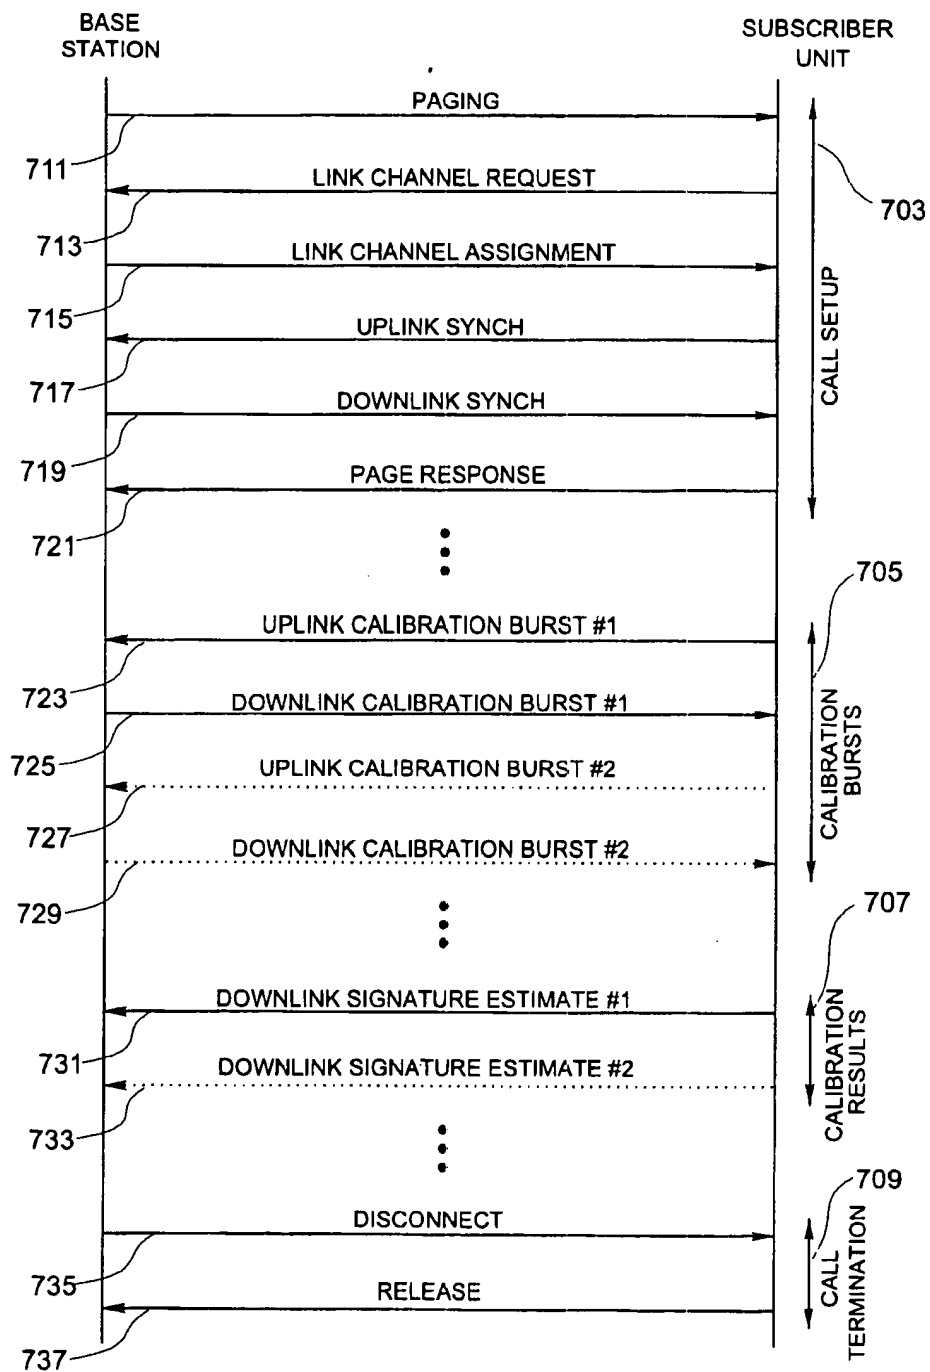 BASE
STATION
SUBSCRIBER
UNIT
PAGING
711
LINK CHANNEL REQUEST
703
713
LINK CHANNEL ASSIGNMENT
715
UPLINK SYNCH
717
CALL SETUP
DOWNLINK SYNCH
719
PAGE RESPONSE
721
705
UPLINK CALIBRATION BURST #1
723
DOWNLINK CALIBRATION BURST #1
725
CALIBRATION
BURSTS
UPLINK CALIBRATION BURST #2
727
DOWNLINK CALIBRATION BURST #2
729
707
DOWNLINK SIGNATURE ESTIMATE #1
731
CALIBRATION
RESULTS
DOWNLINK SIGNATURE ESTIMATE #2
733
709
DISCONNECT
735
CALL
TERMINATION
RELEASE
737